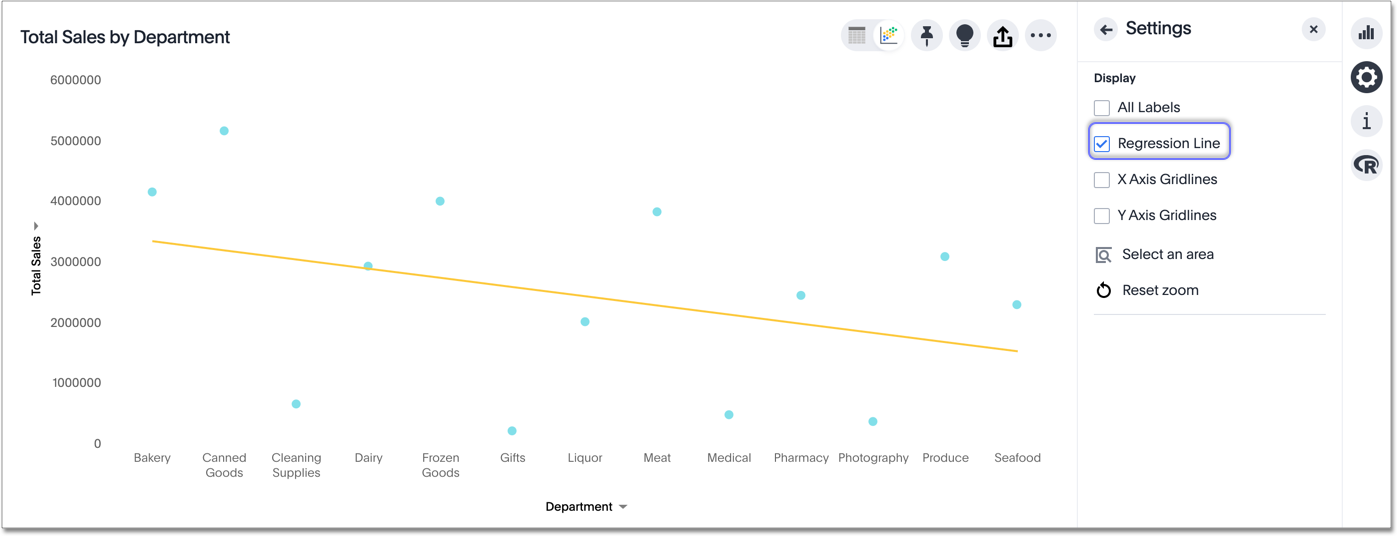 Total Sales by Department
6000000
5000000
4000000
3000000
2000000
1000000
0
Total Sales
Bakery
Canned
Goods
Cleaning
Supplies
Dairy
Frozen
Goods
Gifts
Liquor
Meat
Medical
Pharmacy
Photography
Produce
Seafood
Department
Settings
Display
All Labels
Regression Line
X Axis Gridlines
Y Axis Gridlines
Select an area
Reset zoom
i
R